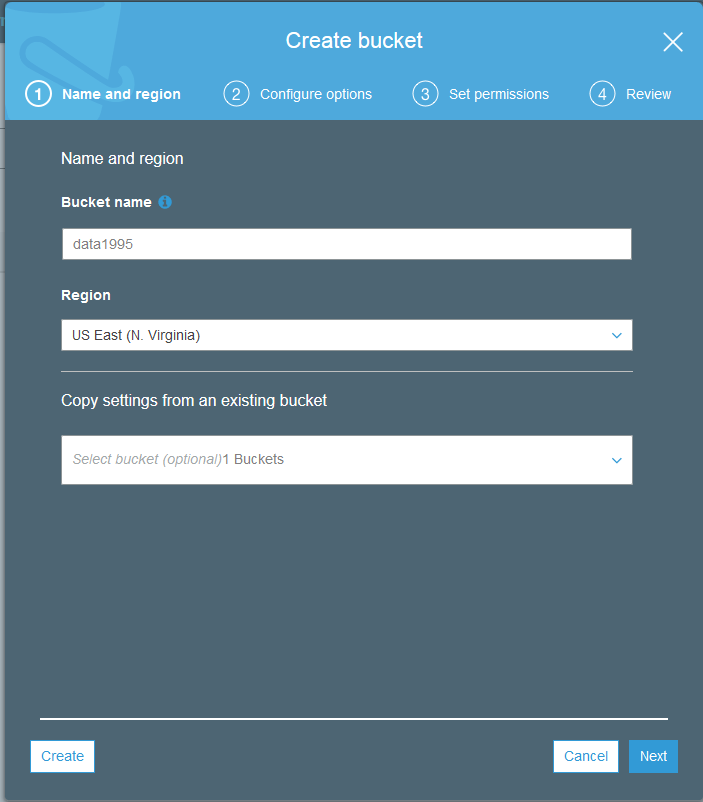 Create bucket
1 Name and region 2 Configure options 3 Set permissions 4 Review
Name and region
Bucket name i
data1995
Region
US East (N. Virginia)
Copy settings from an existing bucket
Select bucket (optional)1 Buckets
Create Cancel Next